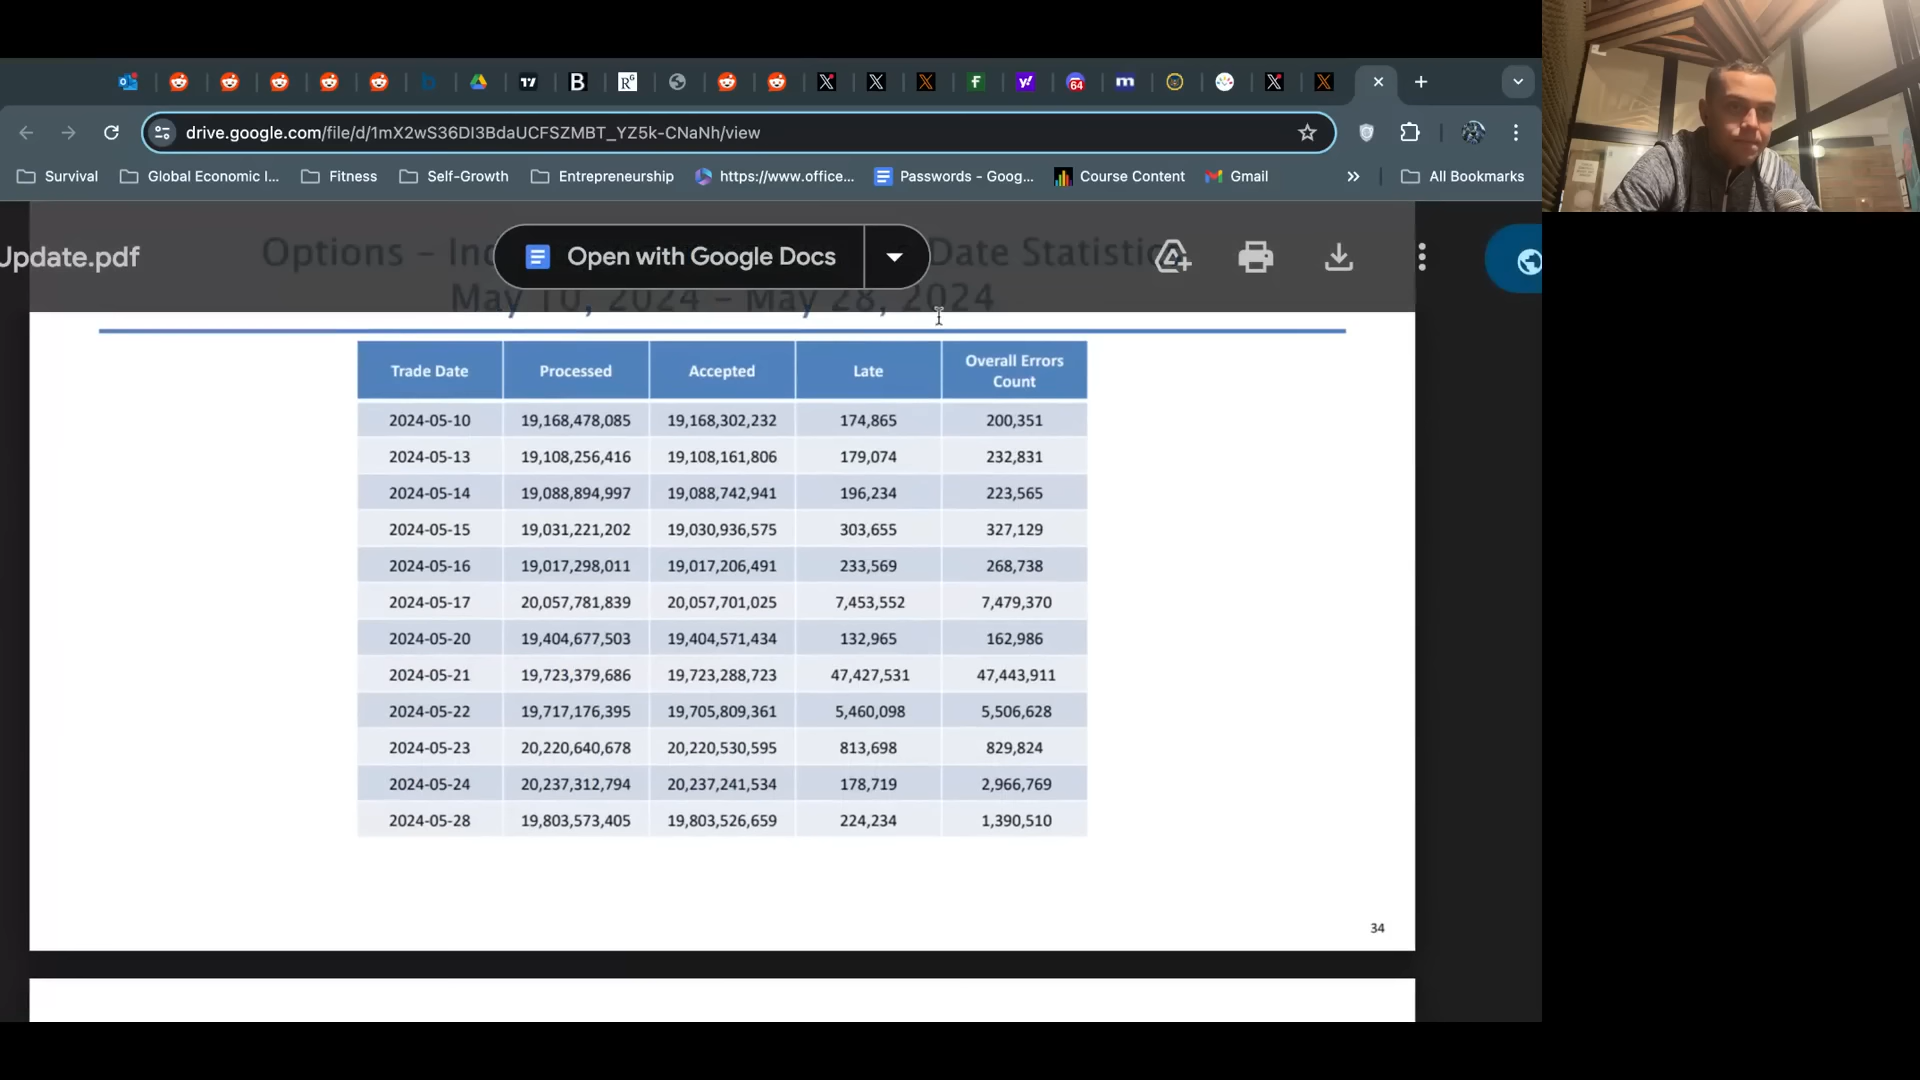 64
drive.google.com/file/d/1mX2wS36DI3BdaUCFSZMBT_YZ5k-CNaNh/view
Survival Global Economic I... Fitness Self-Growth Entrepreneurship https://www.office... Passwords - Goog... Course Content Gmail » All Bookmarks
Update.pdf Open with Google Docs
Options – Date Statistic
May 10, 2024 – May 28, 2024
Trade Date Processed Accepted Late Overall Errors Count
2024-05-10 19,168,478,085 19,168,302,232 174,865 200,351
2024-05-13 19,108,256,416 19,108,161,806 179,074 232,831
2024-05-14 19,088,894,997 19,088,742,941 196,234 223,565
2024-05-15 19,031,221,202 19,030,936,575 303,655 327,129
2024-05-16 19,017,298,011 19,017,206,491 233,569 268,738
2024-05-17 20,057,781,839 20,057,701,025 7,453,552 7,479,370
2024-05-20 19,404,677,503 19,404,571,434 132,965 162,986
2024-05-21 19,723,379,686 19,723,288,723 47,427,531 47,443,911
2024-05-22 19,717,176,395 19,705,809,361 5,460,098 5,506,628
2024-05-23 20,220,640,678 20,220,530,595 813,698 829,824
2024-05-24 20,237,312,794 20,237,241,534 178,719 2,966,769
2024-05-28 19,803,573,405 19,803,526,659 224,234 1,390,510
34